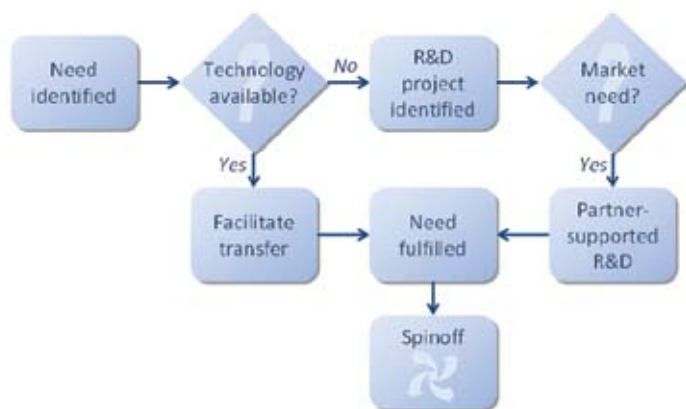 Need
identified
Technology
available?
No
R&D
project
identified
Market
need?
Yes
Yes
Facilitate
transfer
Need
fulfilled
Partner-
supported
R&D
Spinoff